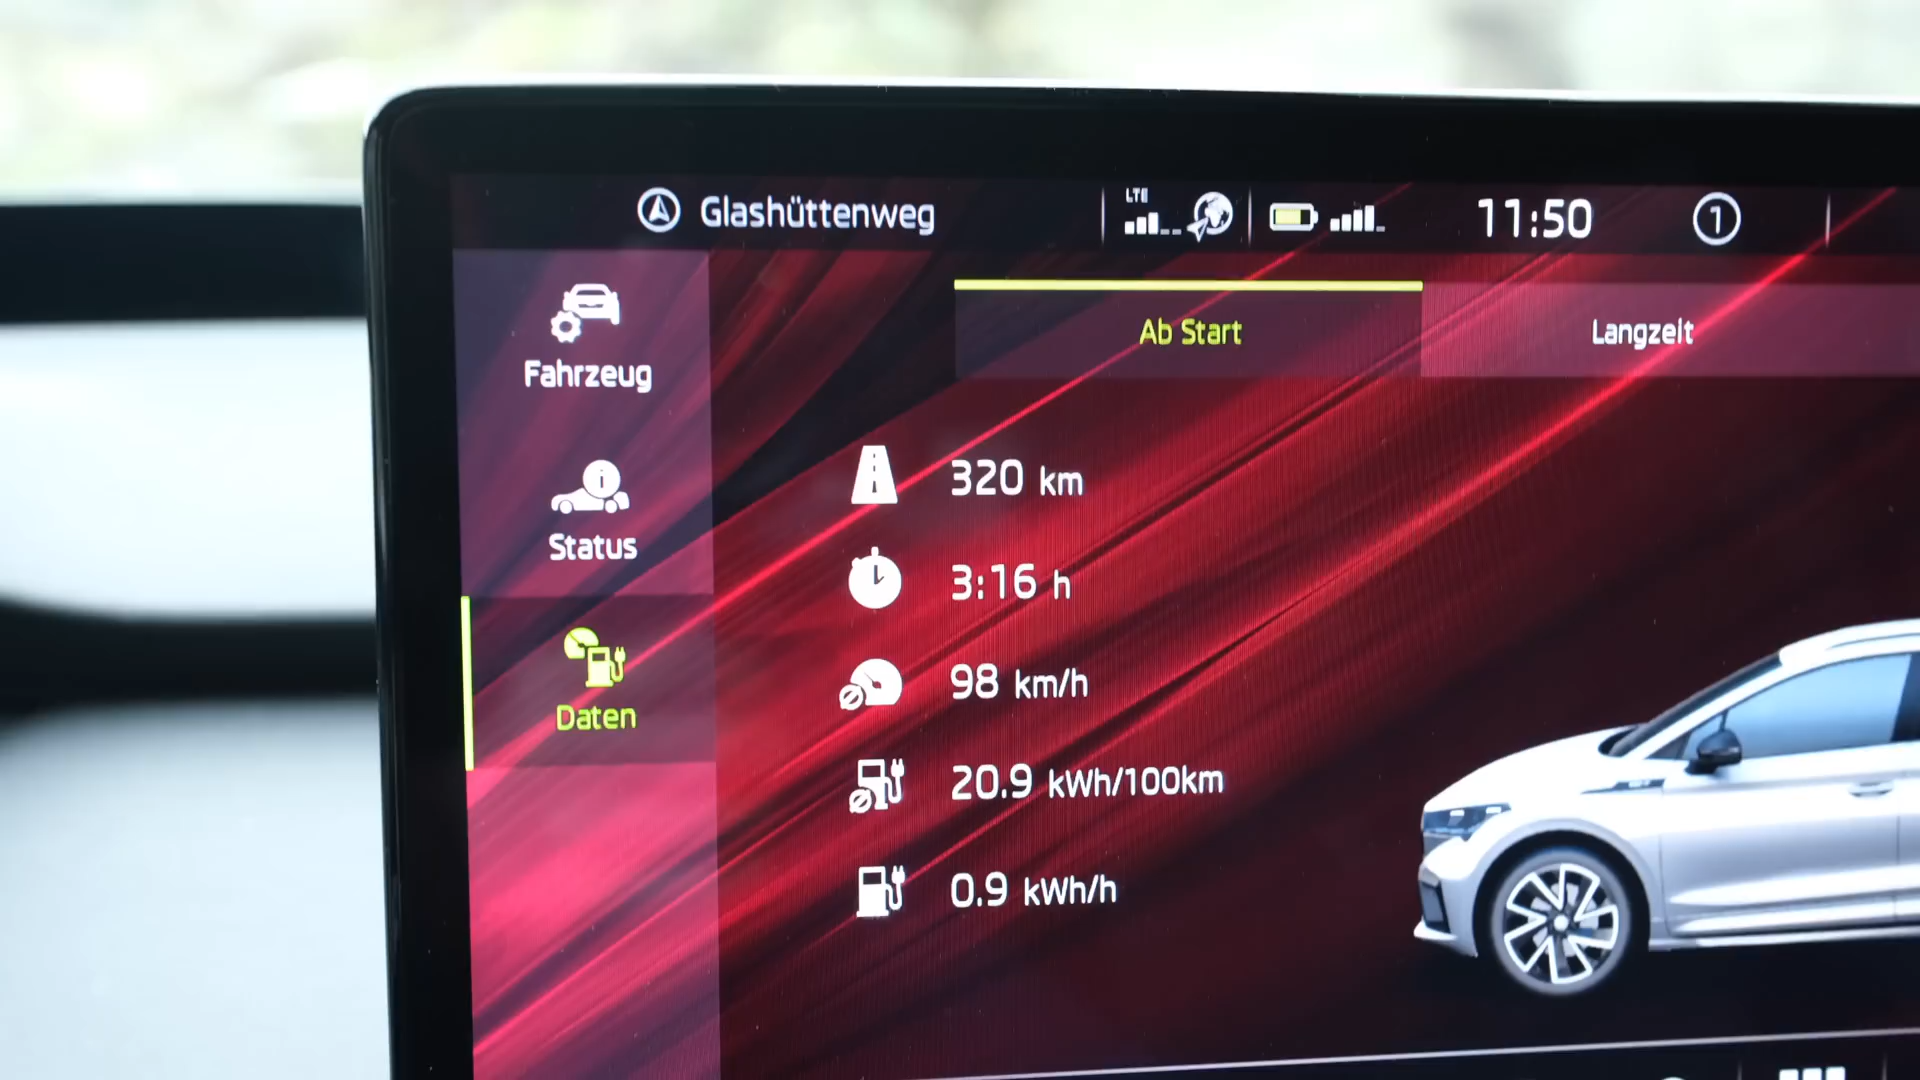 Glashüttenweg
LTE
11:50
1
Fahrzeug
Ab Start
Langzeit
320 km
Status
3:16 h
98 km/h
Daten
20.9 kWh/100km
0.9 kWh/h